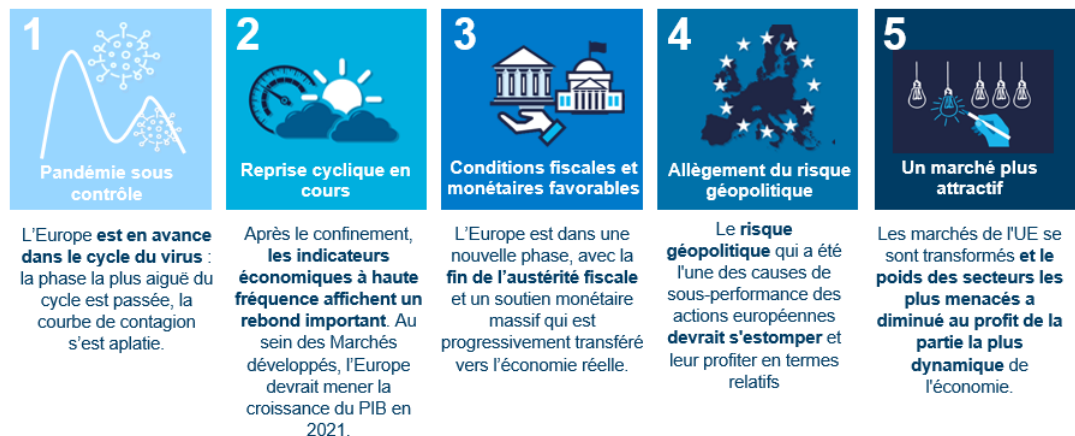 1
Pandémie sous
contrôle
L'Europe est en avance
dans le cycle du virus :
la phase la plus aiguë du
cycle est passée, la
courbe de contagion
s'est aplatie.
2
Reprise cyclique en
cours
Après le confinement,
les indicateurs
économiques à haute
fréquence affichent un
rebond important. Au
sein des Marchés
développés, l'Europe
devrait mener la
croissance du PIB en
2021.
3
Conditions fiscales et
monétaires favorables
L'Europe est dans une
nouvelle phase, avec la
fin de l'austérité fiscale
et un soutien monétaire
massif qui est
progressivement transféré
vers l'économie réelle.
4
Allègement du risque
géopolitique
Le risque
géopolitique qui a été
l'une des causes de
sous-performance des
actions européennes
devrait s'estomper et
leur profiter en termes
relatifs
5
Un marché plus
attractif
Les marchés de l'UE se
sont transformés et le
poids des secteurs les
plus menacés a
diminué au profit de la
partie la plus
dynamique de
l'économie.